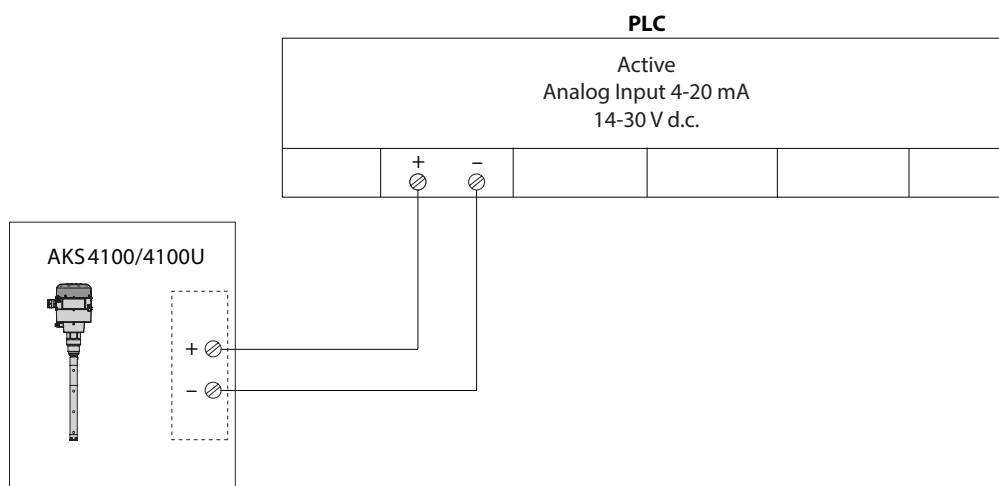 PLC
Active
Analog Input 4-20 mA
14-30 V d.c.
+ –
AKS 4100/4100U
+
–